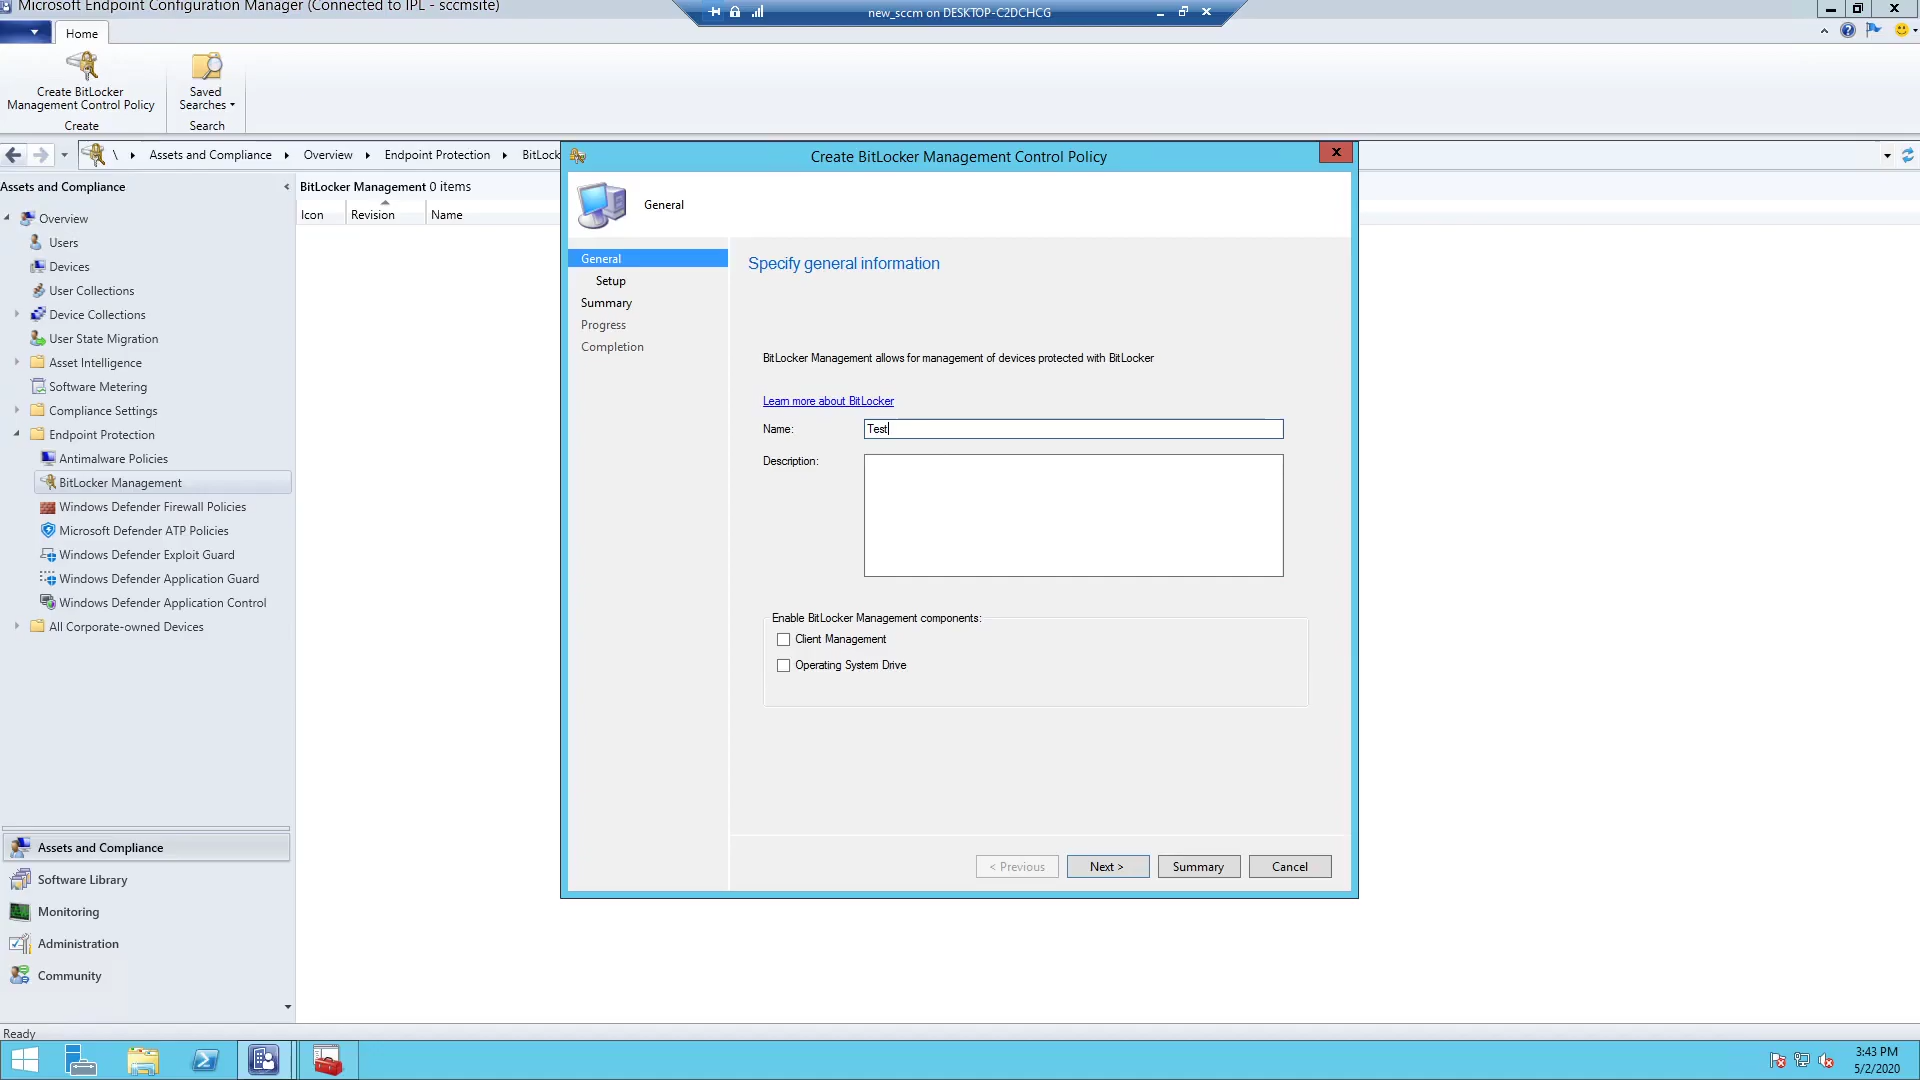 Microsoft Endpoint Configuration Manager (Connected to IPL - sccmsite)
new_sccm on DESKTOP-C2DCHCG
Home
Create BitLocker
Management Control Policy
Saved
Searches
Create
Search
\ Assets and Compliance Overview Endpoint Protection BitLock
Assets and Compliance
Overview
Users
Devices
User Collections
Device Collections
User State Migration
Asset Intelligence
Software Metering
Compliance Settings
Endpoint Protection
Antimalware Policies
BitLocker Management
Windows Defender Firewall Policies
Microsoft Defender ATP Policies
Windows Defender Exploit Guard
Windows Defender Application Guard
Windows Defender Application Control
All Corporate-owned Devices
Assets and Compliance
Software Library
Monitoring
Administration
Community
BitLocker Management 0 items
Icon Revision Name
Create BitLocker Management Control Policy
General
General
Setup
Summary
Progress
Completion
Specify general information
BitLocker Management allows for management of devices protected with BitLocker
Learn more about BitLocker
Name: Test
Description:
Enable BitLocker Management components:
Client Management
Operating System Drive
< Previous Next > Summary Cancel
Ready
3:43 PM
5/2/2020